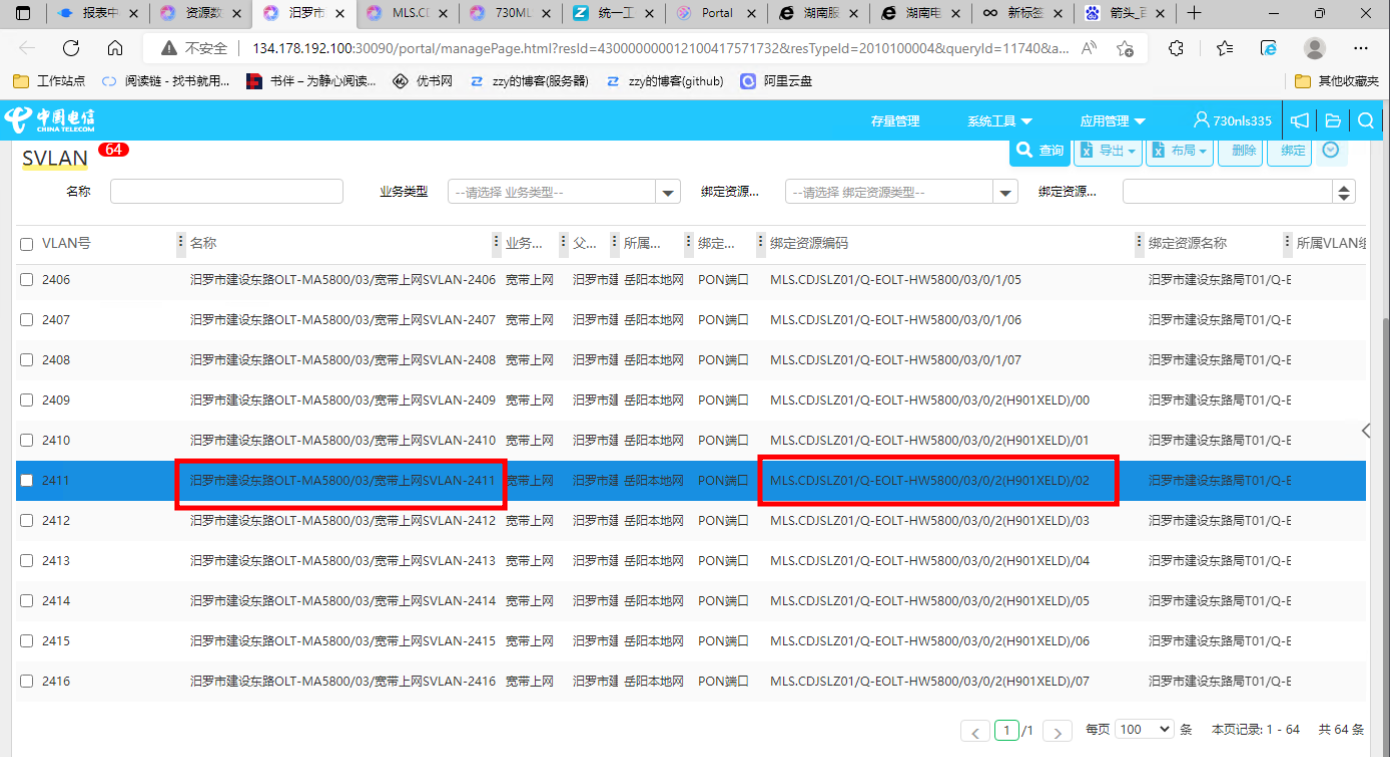 报表中
资源数
汨罗市
MLS.CD
730ML
统一工
Portal
湖南服
湖南电
新标签
箭头_百
不安全
134.178.192.100:30090/portal/managePage.html?resId=430000000012100417571732&resTypeId=2010100004&queryId=11740&a...
工作站点
阅读链 - 找书就用...
书伴 – 为静心阅读...
优书网
zzy的博客(服务器)
zzy的博客(github)
阿里云盘
其他收藏夹
中国电信
CHINA TELECOM
存量管理
系统工具
应用管理
730nls335
SVLAN
64
查询
导出
布局
删除
绑定
名称
业务类型
--请选择 业务类型--
绑定资源...
--请选择 绑定资源类型--
绑定资源...
VLAN号 名称 业务... 父... 所属... 绑定... 绑定资源编码 绑定资源名称 所属VLAN组
2406 汨罗市建设东路OLT-MA5800/03/宽带上网SVLAN-2406 宽带上网 汨罗市建 岳阳本地网 PON端口 MLS.CDJSLZ01/Q-EOLT-HW5800/03/0/1/05 汨罗市建设东路局T01/Q-E
2407 汨罗市建设东路OLT-MA5800/03/宽带上网SVLAN-2407 宽带上网 汨罗市建 岳阳本地网 PON端口 MLS.CDJSLZ01/Q-EOLT-HW5800/03/0/1/06 汨罗市建设东路局T01/Q-E
2408 汨罗市建设东路OLT-MA5800/03/宽带上网SVLAN-2408 宽带上网 汨罗市建 岳阳本地网 PON端口 MLS.CDJSLZ01/Q-EOLT-HW5800/03/0/1/07 汨罗市建设东路局T01/Q-E
2409 汨罗市建设东路OLT-MA5800/03/宽带上网SVLAN-2409 宽带上网 汨罗市建 岳阳本地网 PON端口 MLS.CDJSLZ01/Q-EOLT-HW5800/03/0/2(H901XELD)/00 汨罗市建设东路局T01/Q-E
2410 汨罗市建设东路OLT-MA5800/03/宽带上网SVLAN-2410 宽带上网 汨罗市建 岳阳本地网 PON端口 MLS.CDJSLZ01/Q-EOLT-HW5800/03/0/2(H901XELD)/01 汨罗市建设东路局T01/Q-E
2411 汨罗市建设东路OLT-MA5800/03/宽带上网SVLAN-2411 宽带上网 汨罗市建 岳阳本地网 PON端口 MLS.CDJSLZ01/Q-EOLT-HW5800/03/0/2(H901XELD)/02 汨罗市建设东路局T01/Q-E
2412 汨罗市建设东路OLT-MA5800/03/宽带上网SVLAN-2412 宽带上网 汨罗市建 岳阳本地网 PON端口 MLS.CDJSLZ01/Q-EOLT-HW5800/03/0/2(H901XELD)/03 汨罗市建设东路局T01/Q-E
2413 汨罗市建设东路OLT-MA5800/03/宽带上网SVLAN-2413 宽带上网 汨罗市建 岳阳本地网 PON端口 MLS.CDJSLZ01/Q-EOLT-HW5800/03/0/2(H901XELD)/04 汨罗市建设东路局T01/Q-E
2414 汨罗市建设东路OLT-MA5800/03/宽带上网SVLAN-2414 宽带上网 汨罗市建 岳阳本地网 PON端口 MLS.CDJSLZ01/Q-EOLT-HW5800/03/0/2(H901XELD)/05 汨罗市建设东路局T01/Q-E
2415 汨罗市建设东路OLT-MA5800/03/宽带上网SVLAN-2415 宽带上网 汨罗市建 岳阳本地网 PON端口 MLS.CDJSLZ01/Q-EOLT-HW5800/03/0/2(H901XELD)/06 汨罗市建设东路局T01/Q-E
2416 汨罗市建设东路OLT-MA5800/03/宽带上网SVLAN-2416 宽带上网 汨罗市建 岳阳本地网 PON端口 MLS.CDJSLZ01/Q-EOLT-HW5800/03/0/2(H901XELD)/07 汨罗市建设东路局T01/Q-E
1 /1 每页 100 条 本页记录: 1 - 64 共 64 条